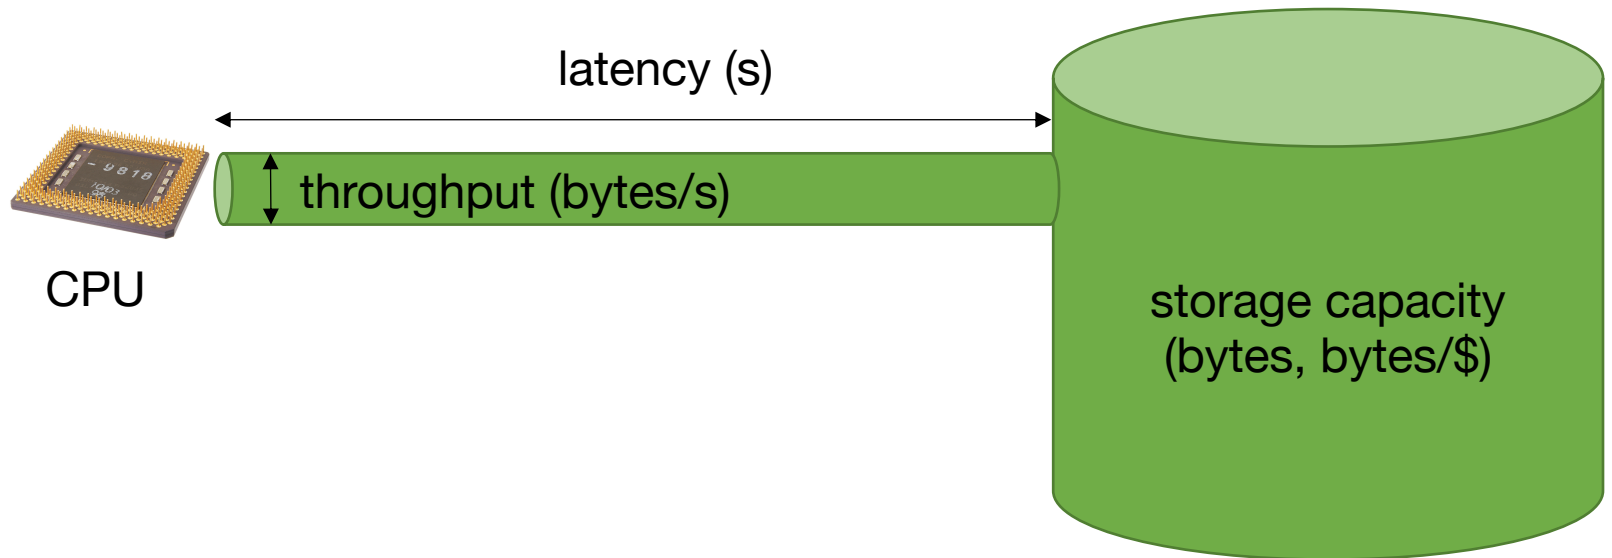 latency (s)
throughput (bytes/s)
CPU
storage capacity
(bytes, bytes/$)